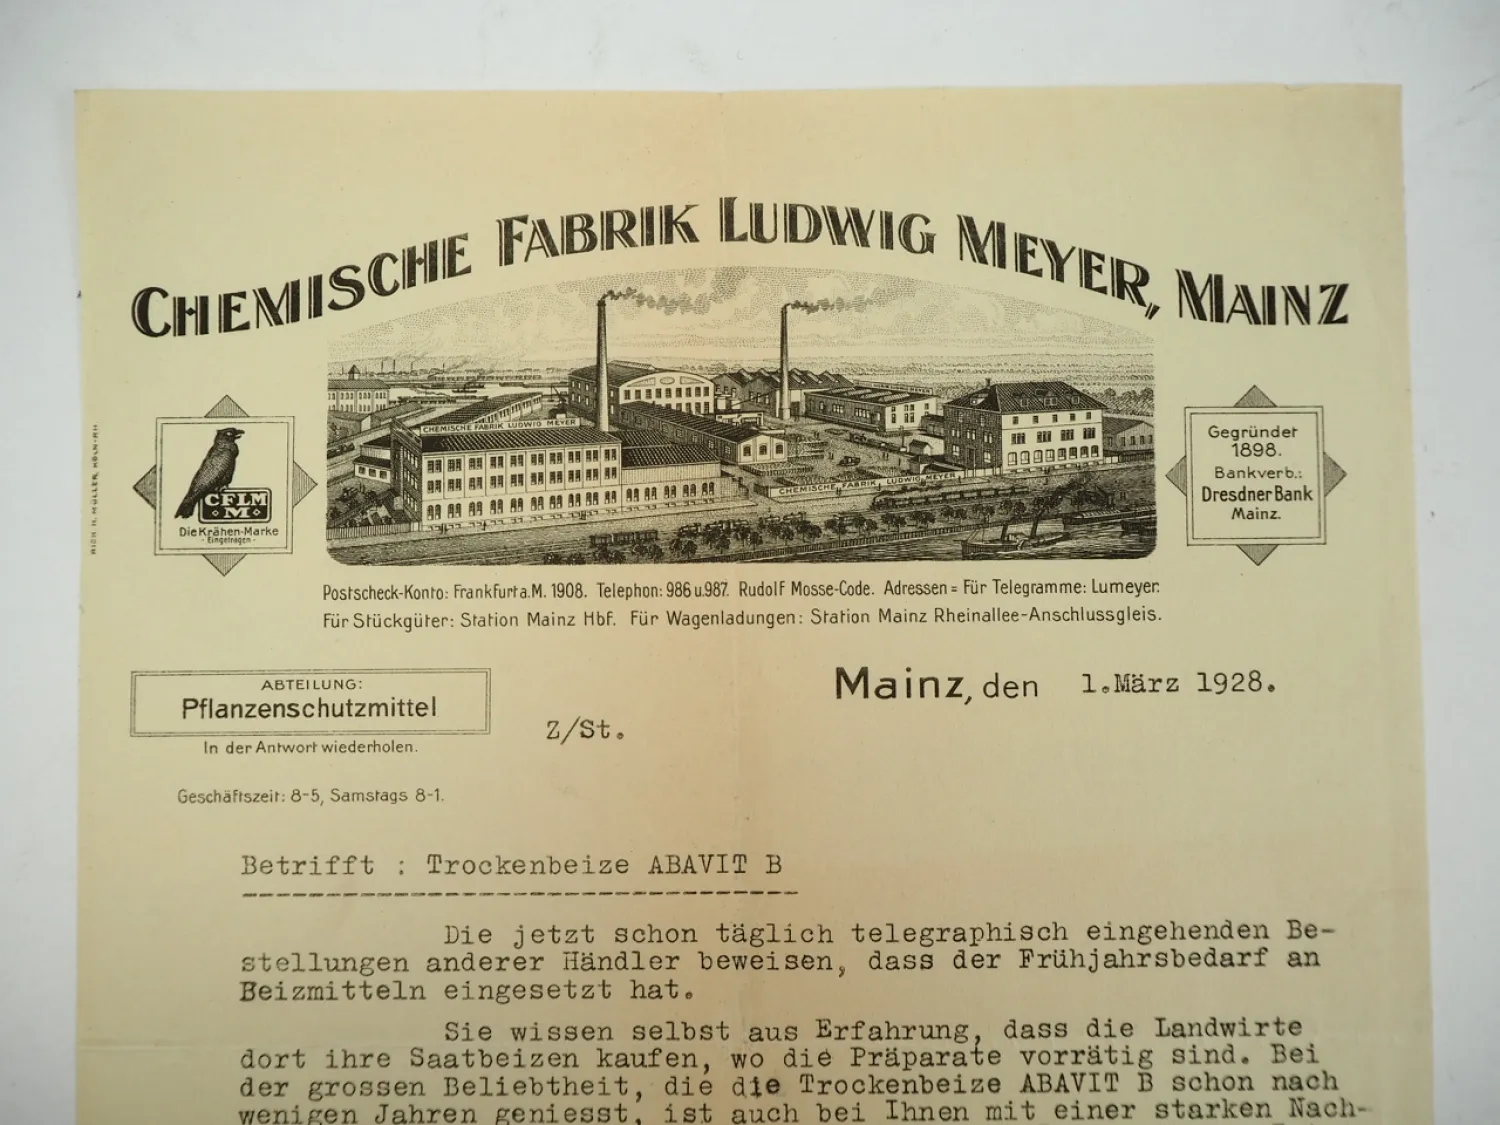 CHEMISCHE FABRIK LUDWIG MEYER, MAINZ
CHEMISCHE FABRIK LUDWIG MEYER
CHEMISCHE FABRIK LUDWIG MEYER
CFLM
M
Die Krähen-Marke
- Eingetragen -
Gegründet
1898.
Bankverb.:
Dresdner Bank
Mainz.
RICH. H. MÜLLER, KÖLN-RH.
Postscheck-Konto: Frankfurt a.M. 1908. Telephon: 986 u. 987. Rudolf Mosse-Code. Adressen = Für Telegramme: Lumeyer.
Für Stückgüter: Station Mainz Hbf. Für Wagenladungen: Station Mainz Rheinallee-Anschlussgleis.
ABTEILUNG:
Pflanzenschutzmittel
In der Antwort wiederholen.
Mainz, den 1.März 1928.
Z/St.
Geschäftszeit: 8-5, Samstags 8-1.
Betrifft : Trockenbeize ABAVIT B
Die jetzt schon täglich telegraphisch eingehenden Be-
stellungen anderer Händler beweisen, dass der Frühjahrsbedarf an
Beizmitteln eingesetzt hat.
Sie wissen selbst aus Erfahrung, dass die Landwirte
dort ihre Saatbeizen kaufen, wo die Präparate vorrätig sind. Bei
der grossen Beliebtheit, die die Trockenbeize ABAVIT B schon nach
wenigen Jahren geniesst, ist auch bei Ihnen mit einer starken Nach-